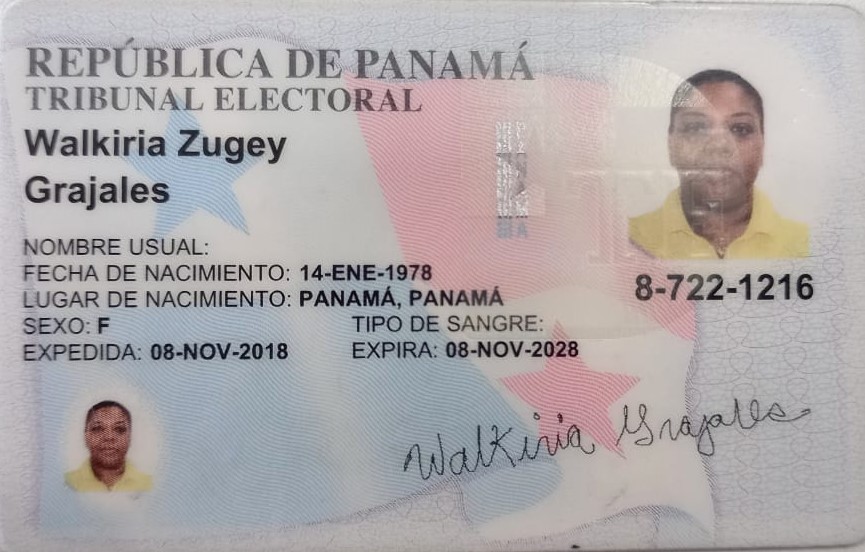 REPÚBLICA DE PANAMÁ
TRIBUNAL ELECTORAL
Walkiria Zugey
Grajales
NOMBRE USUAL:
FECHA DE NACIMIENTO: 14-ENE-1978
LUGAR DE NACIMIENTO: PANAMÁ, PANAMÁ
SEXO: F TIPO DE SANGRE:
EXPEDIDA: 08-NOV-2018 EXPIRA: 08-NOV-2028
8-722-1216
Walkiria Grajales